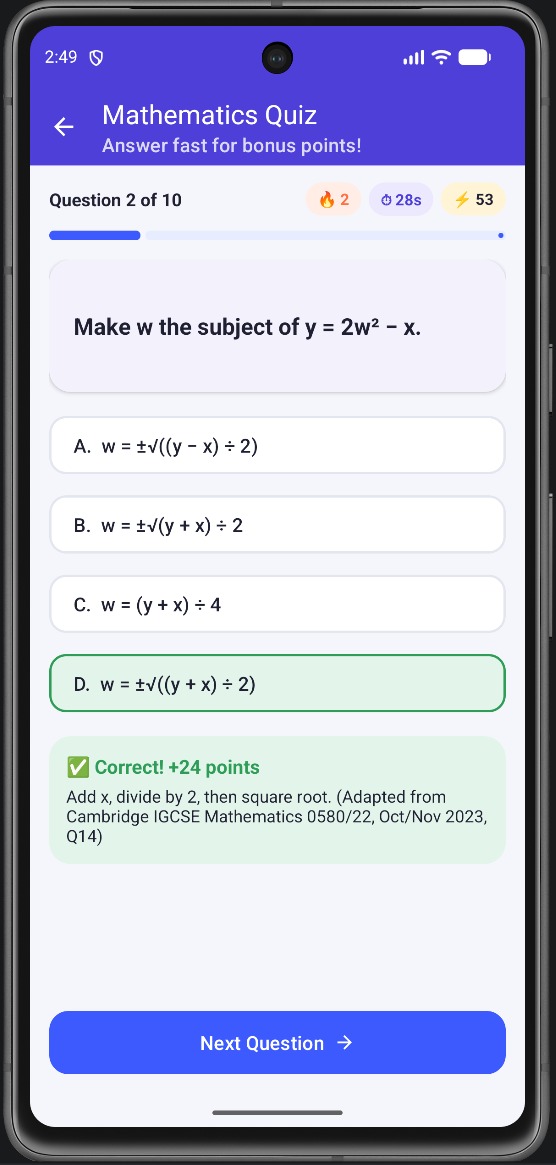 2:49
Mathematics Quiz
Answer fast for bonus points!
Question 2 of 10
🔥 2
⏱ 28s
⚡ 53
Make w the subject of y = 2w² − x.
A. w = ±√((y − x) ÷ 2)
B. w = ±√(y + x) ÷ 2
C. w = (y + x) ÷ 4
D. w = ±√((y + x) ÷ 2)
✅ Correct! +24 points
Add x, divide by 2, then square root. (Adapted from
Cambridge IGCSE Mathematics 0580/22, Oct/Nov 2023,
Q14)
Next Question →